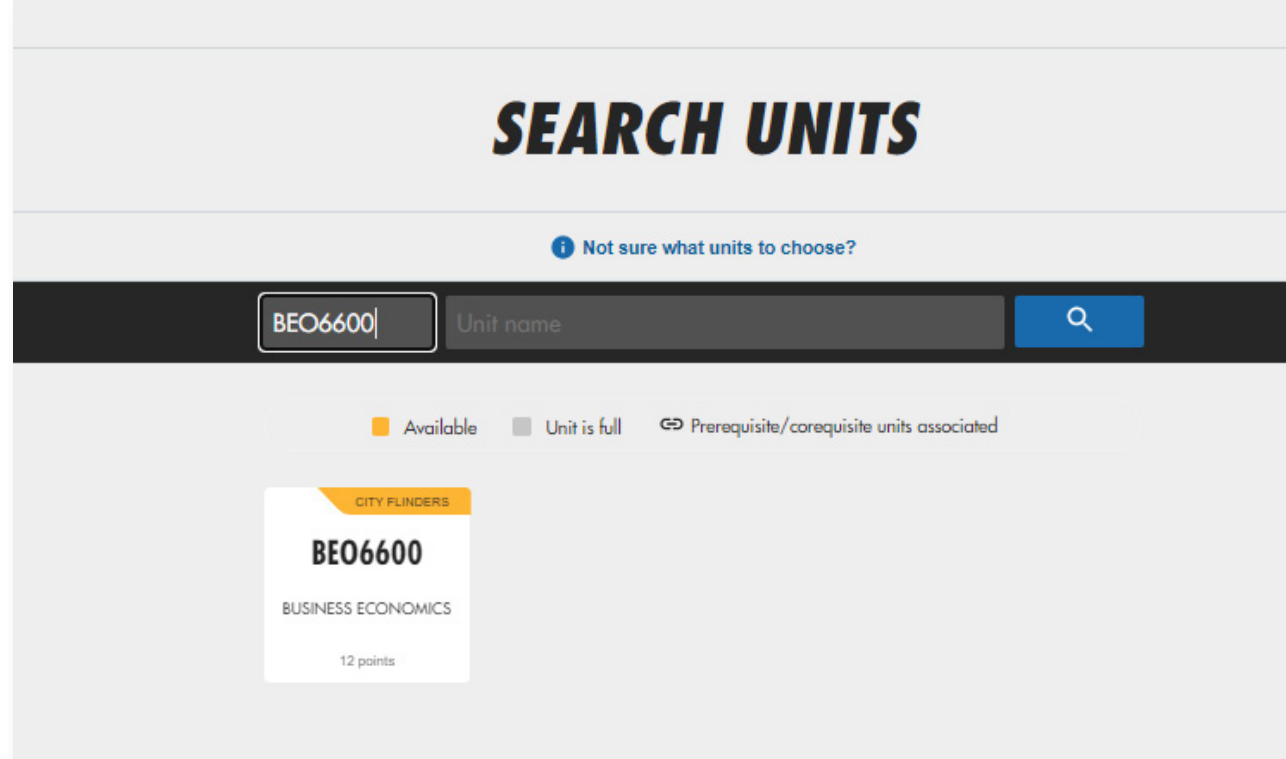 SEARCH UNITS
Not sure what units to choose?
BEO6600 Unit name
Available Unit is full Prerequisite/corequisite units associated
CITY FLINDERS
BEO6600
BUSINESS ECONOMICS
12 points